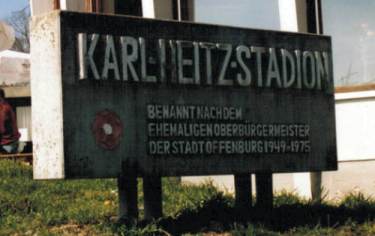 KARL-HEITZ-STADION
BENANNT NACH DEM
EHEMALIGEN OBERBÜRGERMEISTER
DER STADT OFFENBURG 1949-1975